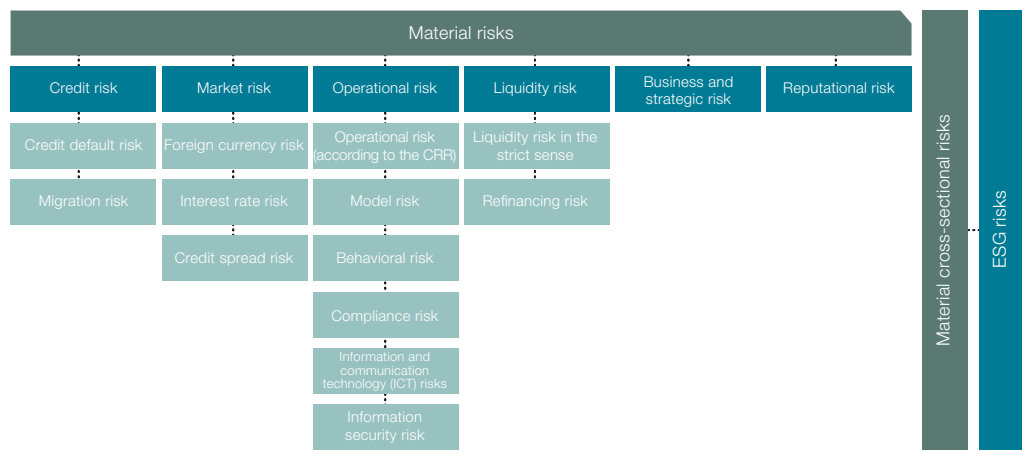 Material risks
Credit risk
Market risk
Operational risk
Liquidity risk
Business and
strategic risk
Reputational risk
Credit default risk
Foreign currency risk
Operational risk
(according to the CRR)
Liquidity risk in the
strict sense
Migration risk
Interest rate risk
Model risk
Refinancing risk
Credit spread risk
Behavioral risk
Compliance risk
Information and
communication
technology (ICT) risks
Information
security risk
Material cross-sectional risks
ESG risks